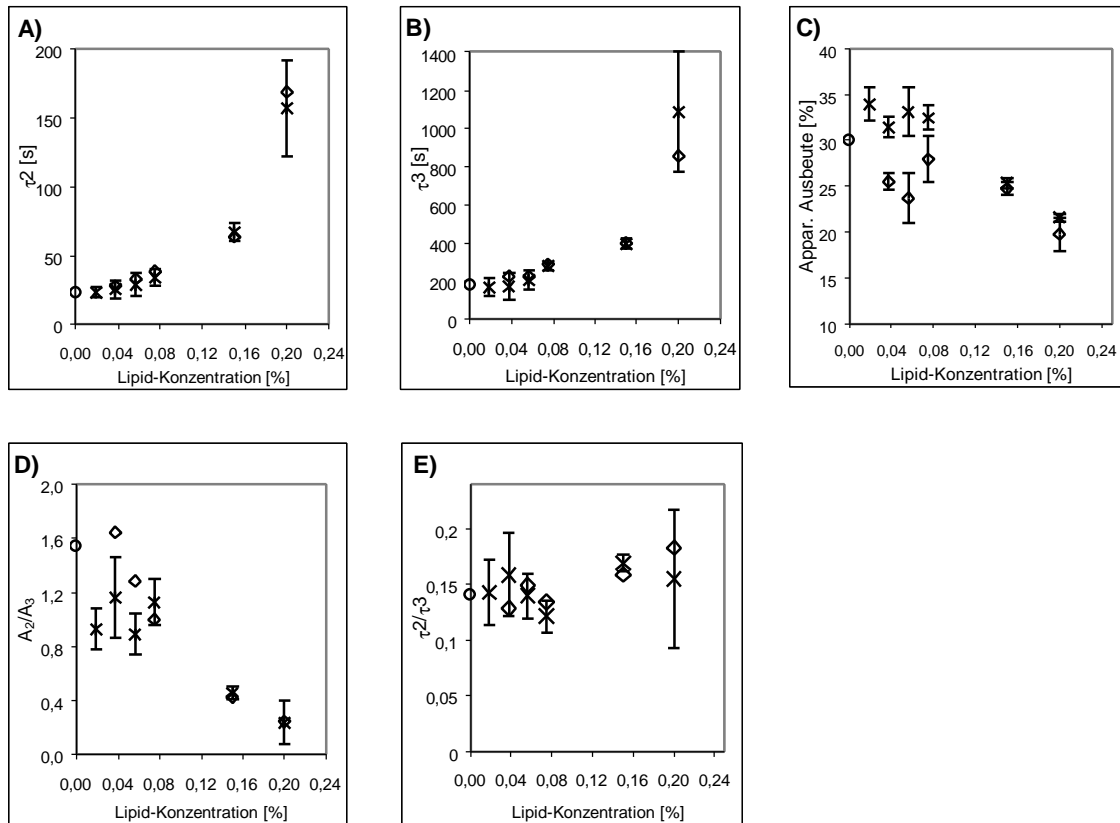 A)
200
150
100
50
0
τ2 [s]
0,00 0,04 0,08 0,12 0,16 0,20 0,24
Lipid-Konzentration [%]
B)
1400
1200
1000
800
600
400
200
0
τ3 [s]
0,00 0,04 0,08 0,12 0,16 0,20 0,24
Lipid-Konzentration [%]
C)
40
35
30
25
20
15
10
Appar. Ausbeute [%]
0,00 0,04 0,08 0,12 0,16 0,20 0,24
Lipid-Konzentration [%]
D)
2,0
1,6
1,2
0,8
0,4
0,0
A2/A3
0,00 0,04 0,08 0,12 0,16 0,20 0,24
Lipid-Konzentration [%]
E)
0,2
0,15
0,1
0,05
0
τ2/τ3
0,00 0,04 0,08 0,12 0,16 0,20 0,24
Lipid-Konzentration [%]